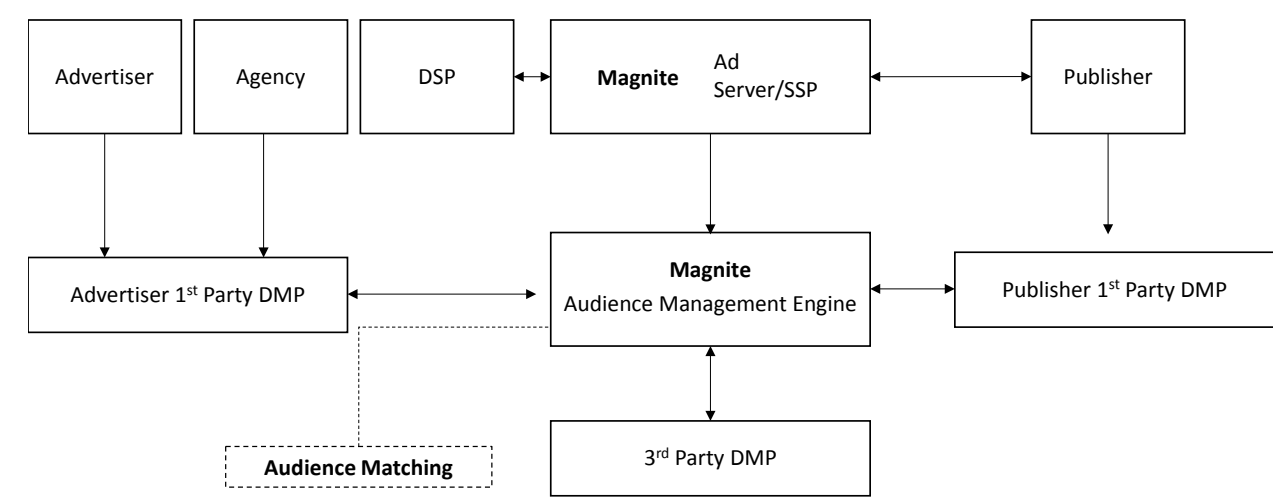 Advertiser
Agency
DSP
Magnite
Ad
Server/SSP
Publisher
Advertiser 1st Party DMP
Magnite
Audience Management Engine
Publisher 1st Party DMP
Audience Matching
3rd Party DMP